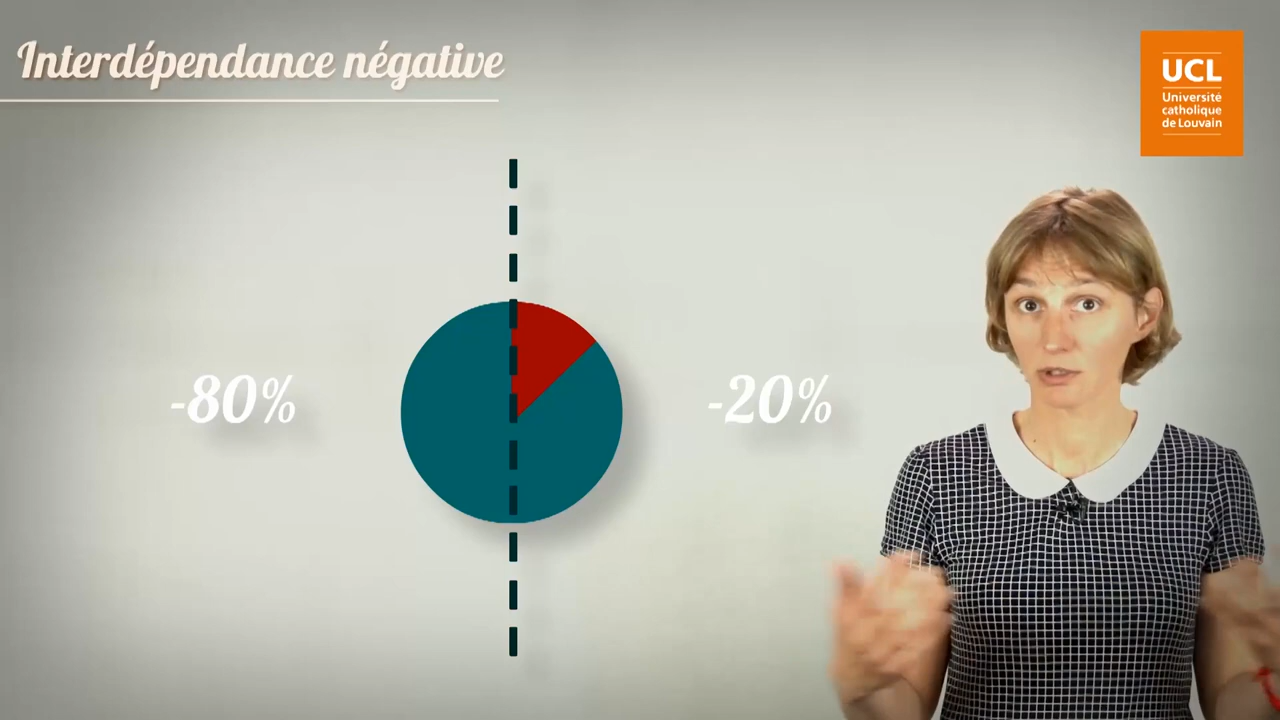 Interdépendance négative
UCL
Université
catholique
de Louvain
-80%
-20%